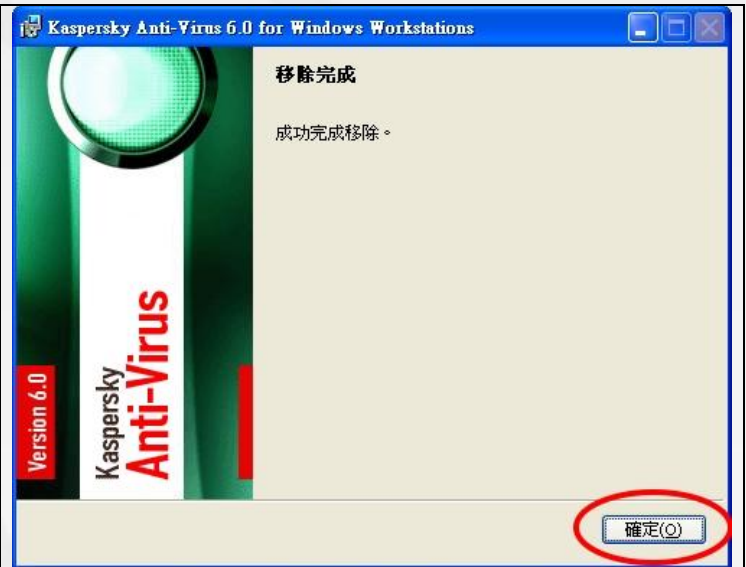 Kaspersky Anti-Virus 6.0 for Windows Workstations
移除完成
成功完成移除。
Version 6.0
Kaspersky
Anti-Virus
確定(O)